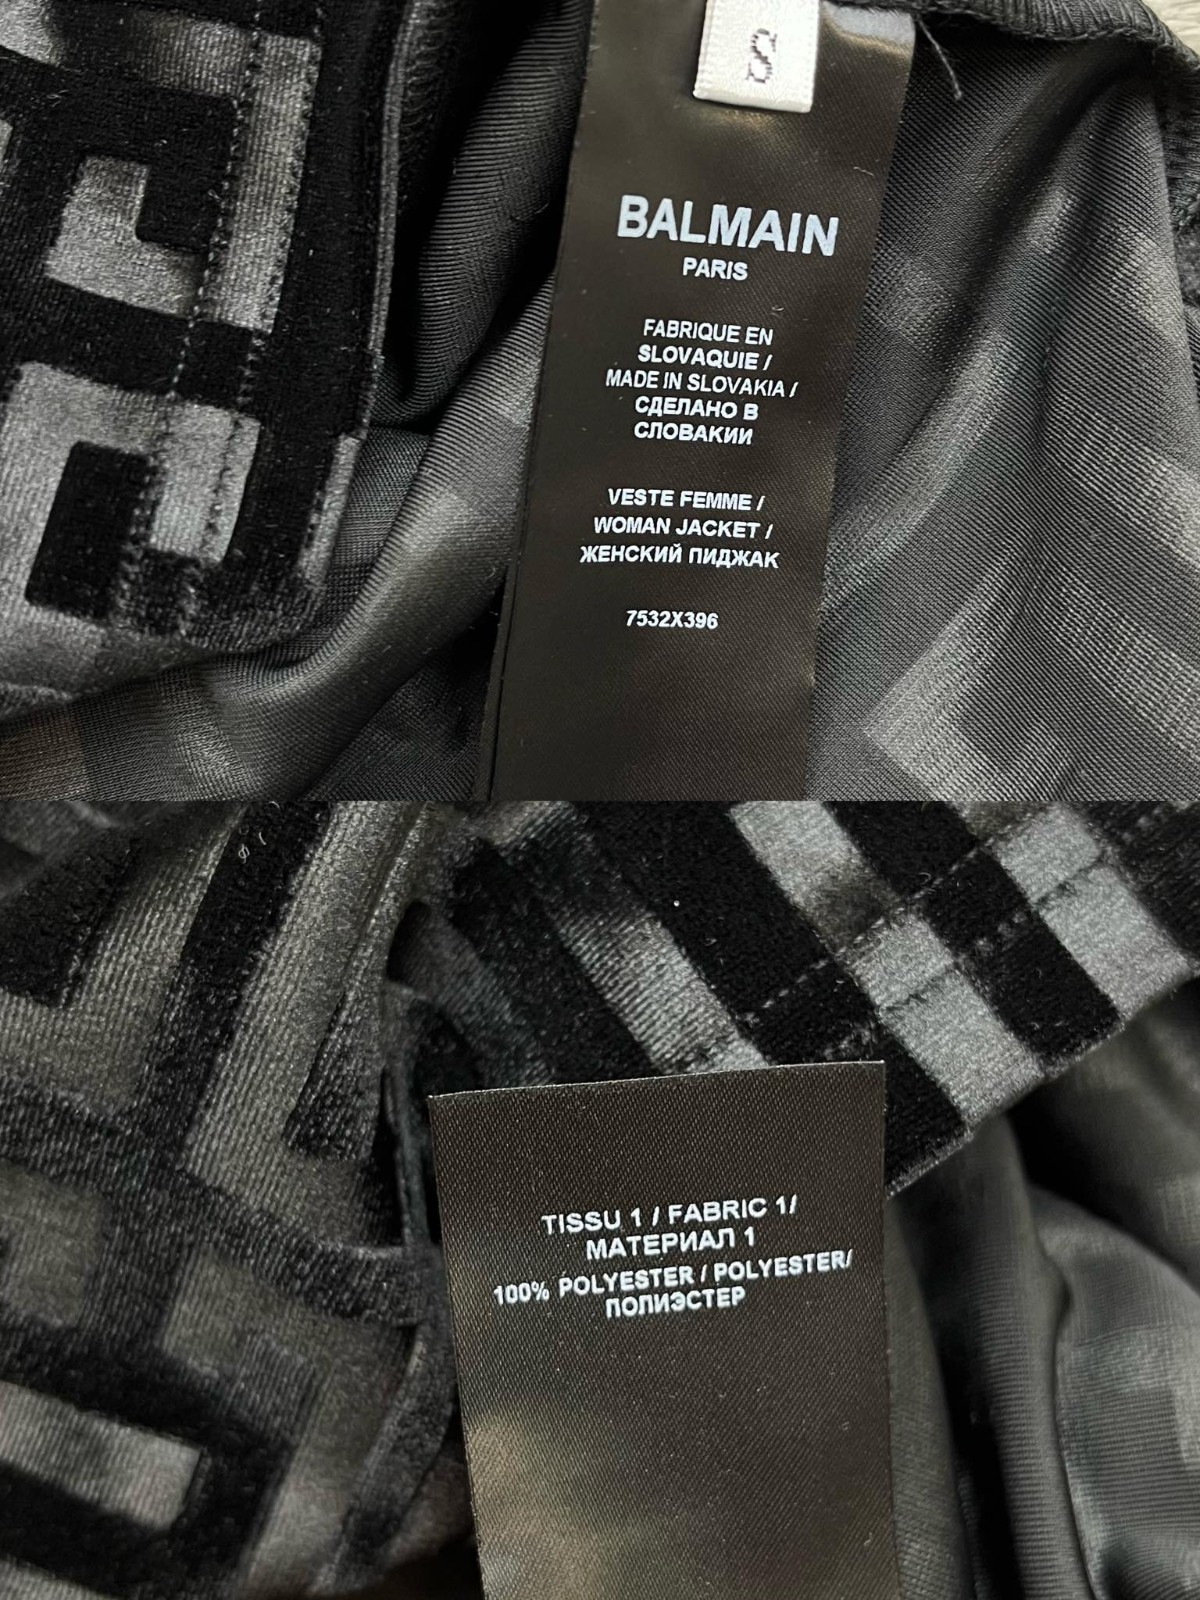 S
BALMAIN
PARIS
FABRIQUE EN
SLOVAQUIE /
MADE IN SLOVAKIA /
СДЕЛАНО В
СЛОВАКИИ
VESTE FEMME /
WOMAN JACKET /
ЖЕНСКИЙ ПИДЖАК
7532X396
TISSU 1 / FABRIC 1/
МАТЕРИАЛ 1
100% POLYESTER / POLYESTER/
ПОЛИЭСТЕР